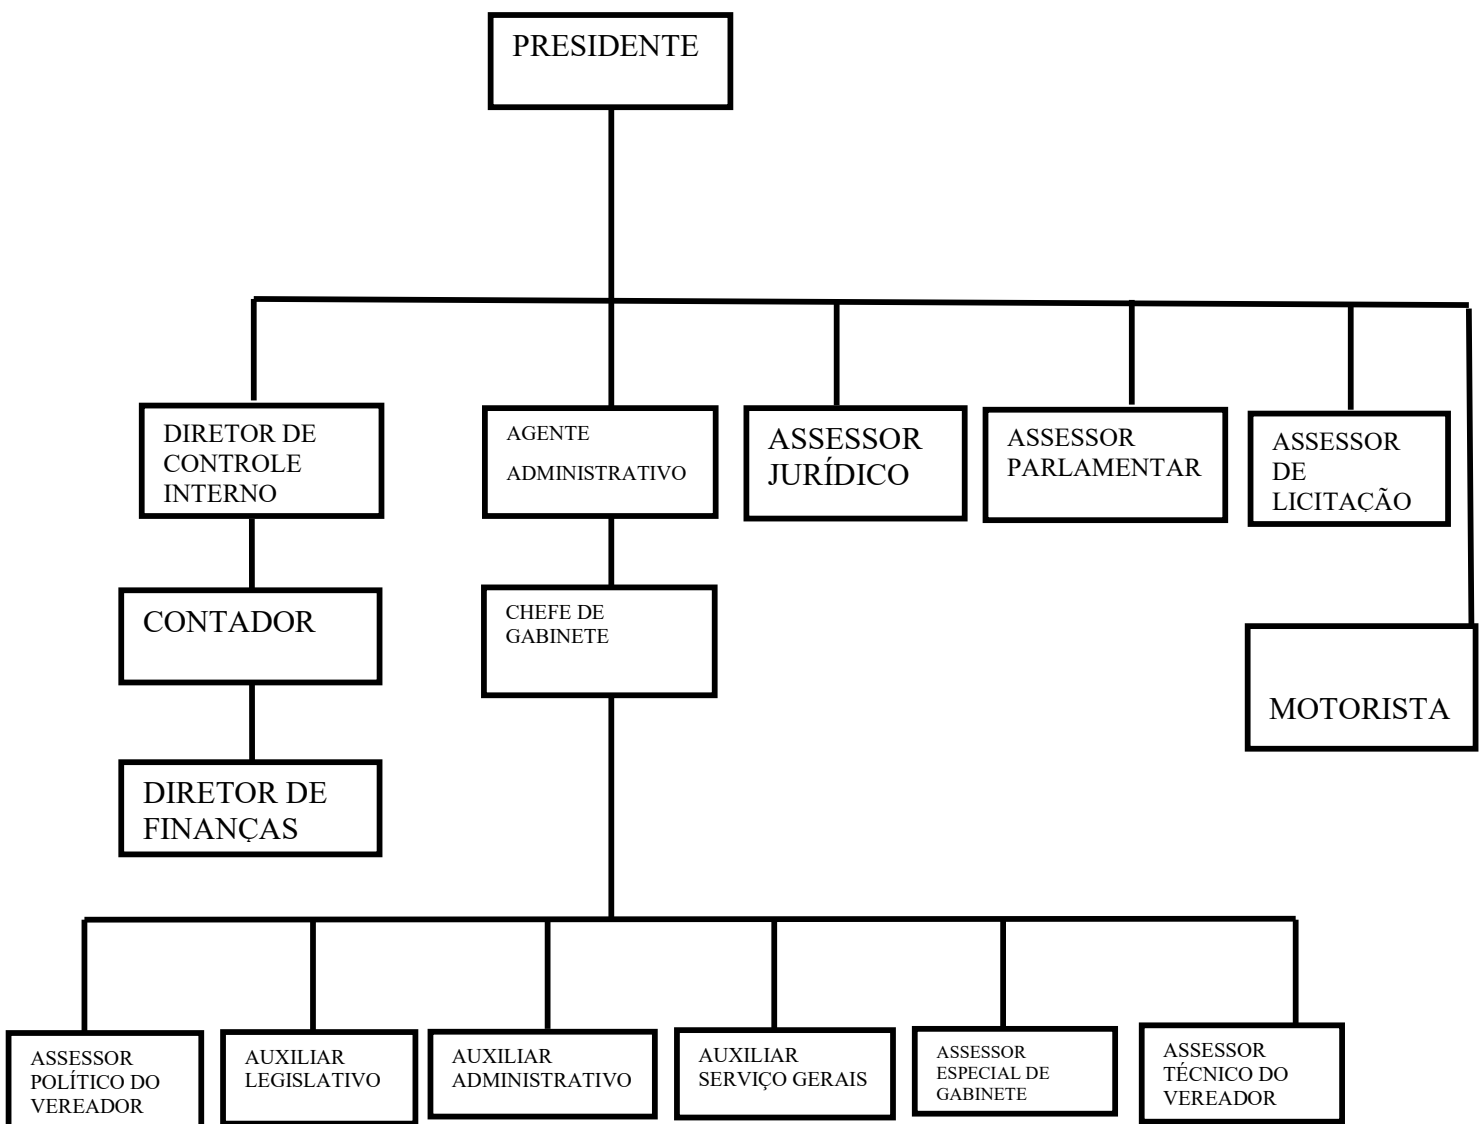 PRESIDENTE
DIRETOR DE
CONTROLE
INTERNO
AGENTE
ADMINISTRATIVO
ASSESSOR
JURÍDICO
ASSESSOR
PARLAMENTAR
ASSESSOR
DE
LICITAÇÃO
CONTADOR
CHEFE DE
GABINETE
MOTORISTA
DIRETOR DE
FINANÇAS
ASSESSOR
POLÍTICO DO
VEREADOR
AUXILIAR
LEGISLATIVO
AUXILIAR
ADMINISTRATIVO
AUXILIAR
SERVIÇO GERAIS
ASSESSOR
ESPECIAL DE
GABINETE
ASSESSOR
TÉCNICO DO
VEREADOR